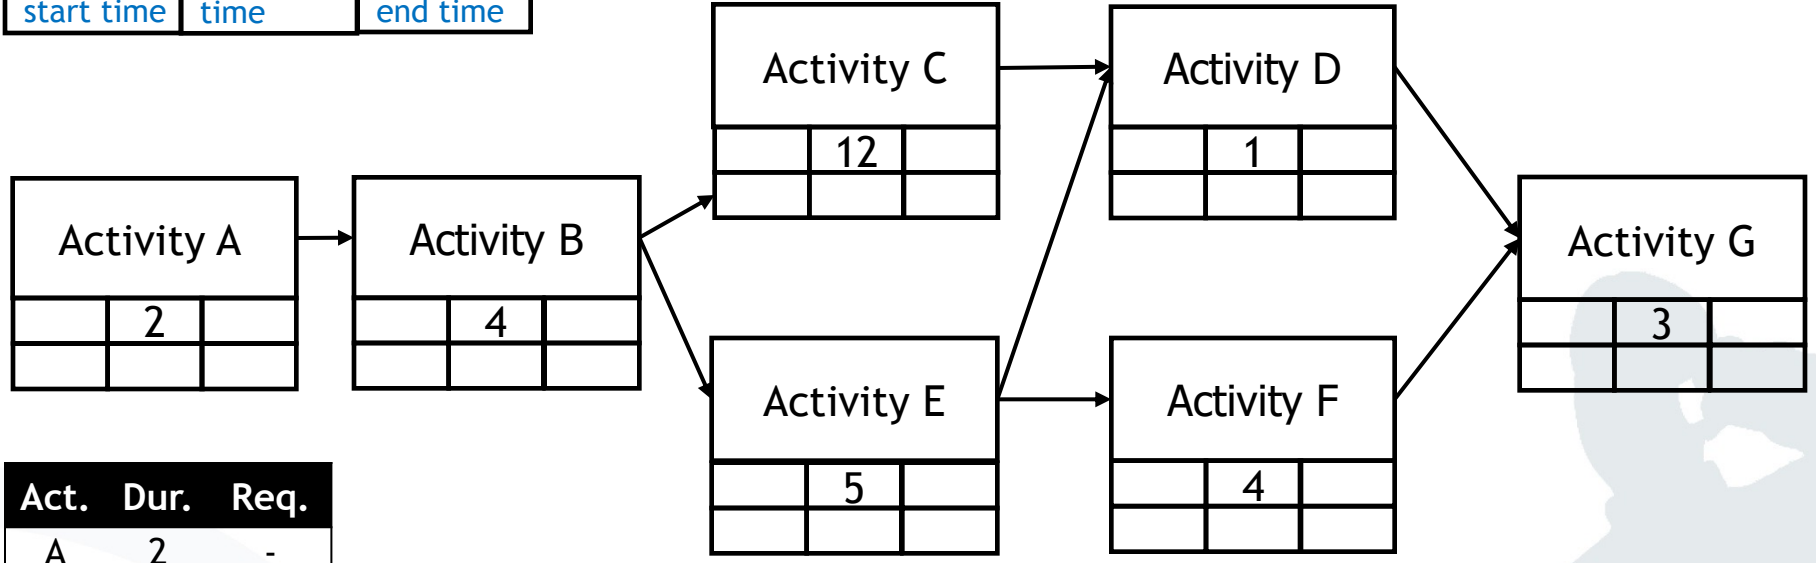 start time time end time
Activity C
12
Activity D
1
Activity A
2
Activity B
4
Activity G
3
Activity E
5
Activity F
4
Act. Dur. Req.
A 2 -